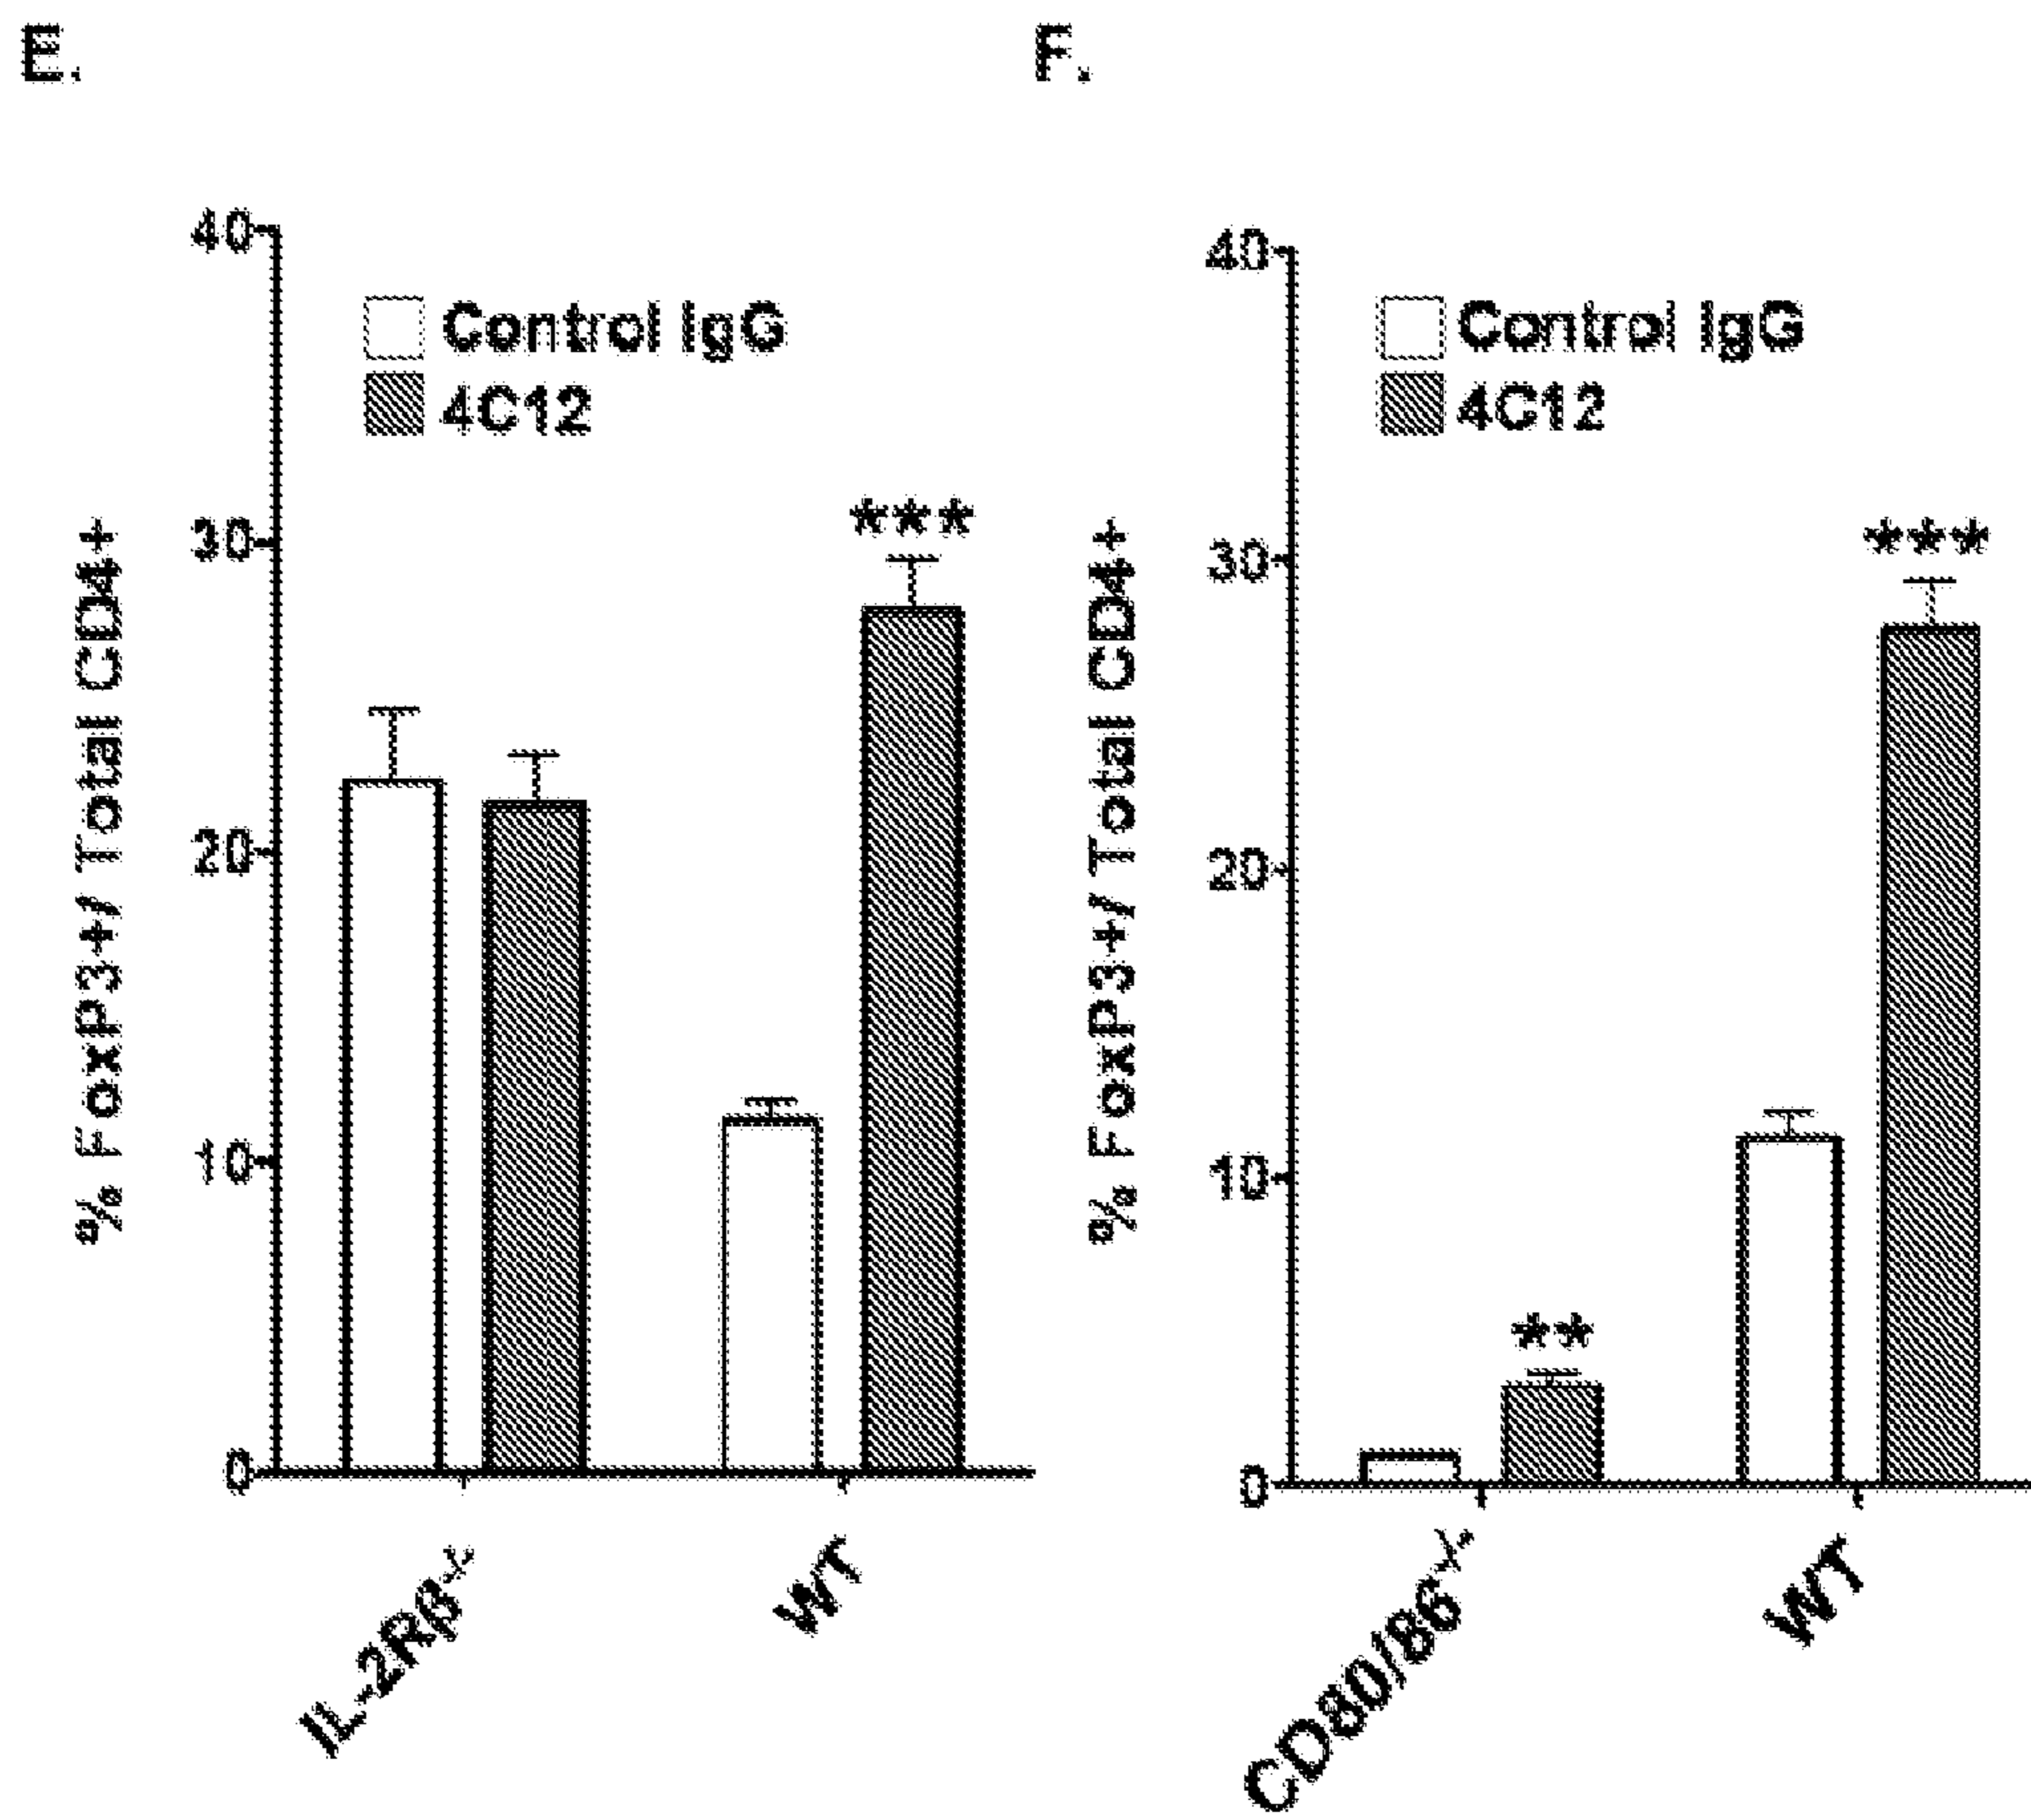 E.
40
30
20
10
0
% FoxP3+/ Total CD4+
Control IgG
4C12
***
IL-2Rβ-/-
WT
F.
40
30
20
10
0
% FoxP3+/ Total CD4+
Control IgG
4C12
**
***
CD80/86-/-
WT